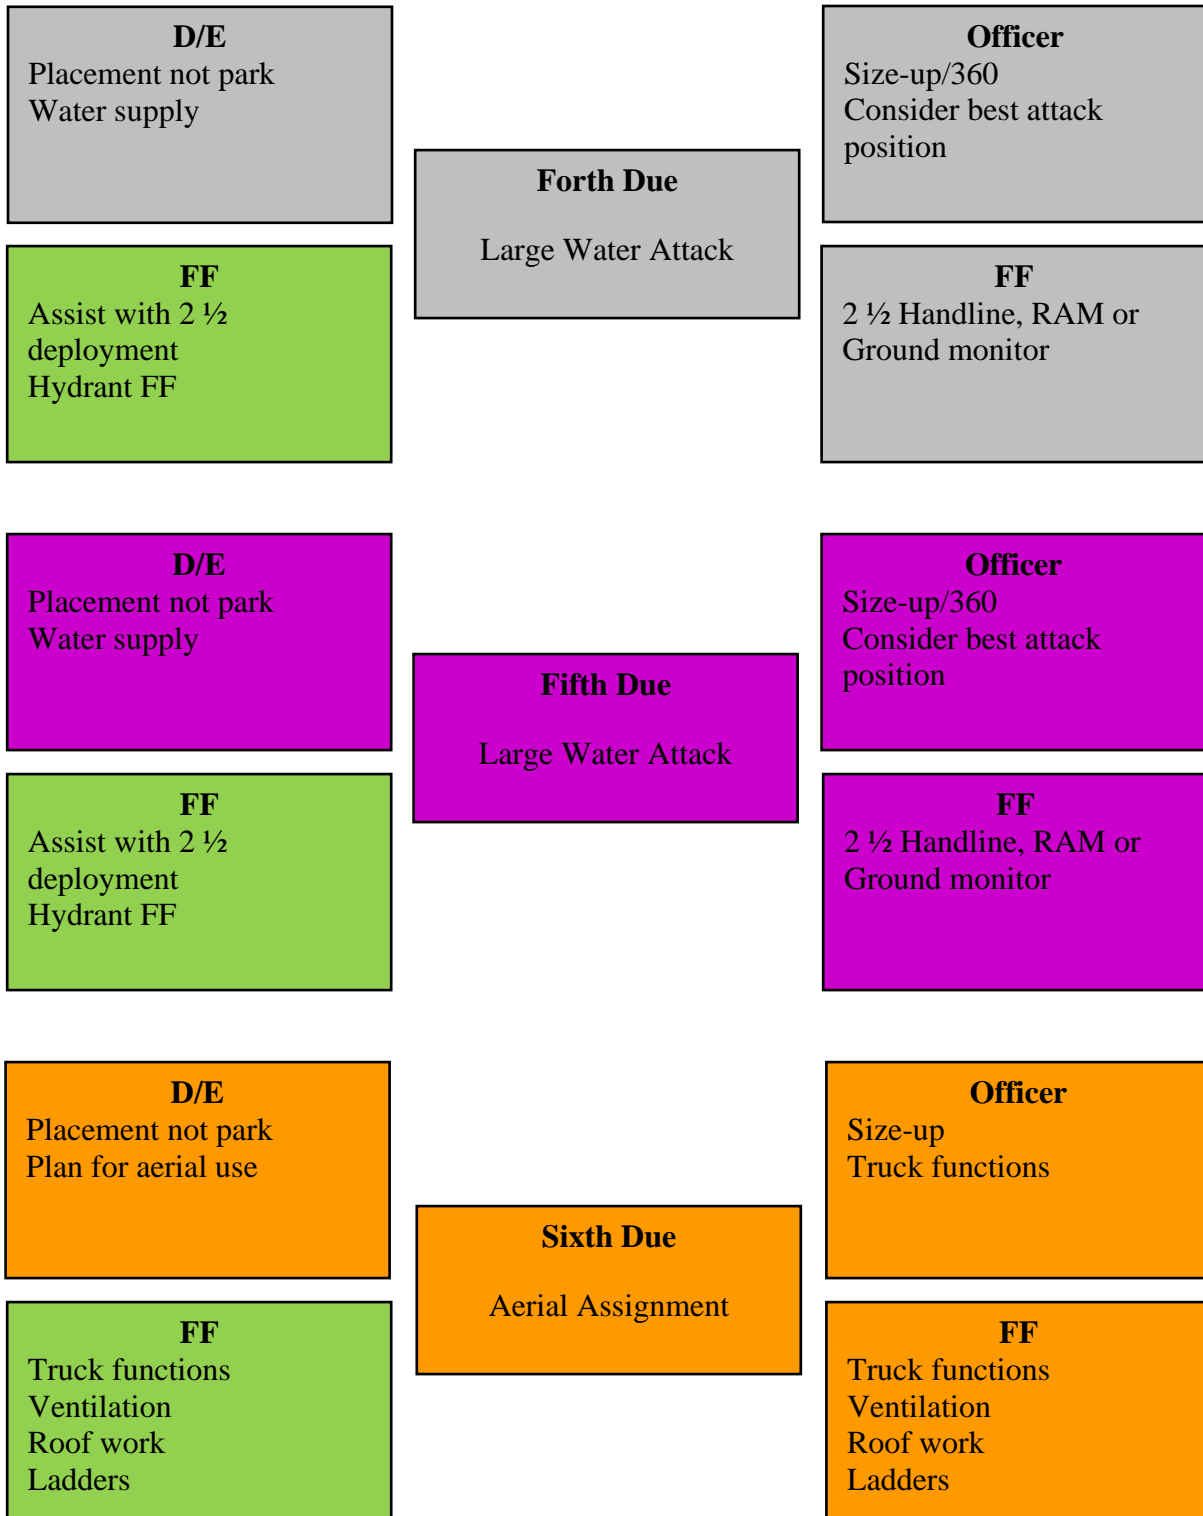 D/E
Placement not park
Water supply
Officer
Size-up/360
Consider best attack
position
Forth Due
Large Water Attack
FF
Assist with 2 ½
deployment
Hydrant FF
FF
2 ½ Handline, RAM or
Ground monitor
D/E
Placement not park
Water supply
Officer
Size-up/360
Consider best attack
position
Fifth Due
Large Water Attack
FF
Assist with 2 ½
deployment
Hydrant FF
FF
2 ½ Handline, RAM or
Ground monitor
D/E
Placement not park
Plan for aerial use
Officer
Size-up
Truck functions
Sixth Due
Aerial Assignment
FF
Truck functions
Ventilation
Roof work
Ladders
FF
Truck functions
Ventilation
Roof work
Ladders